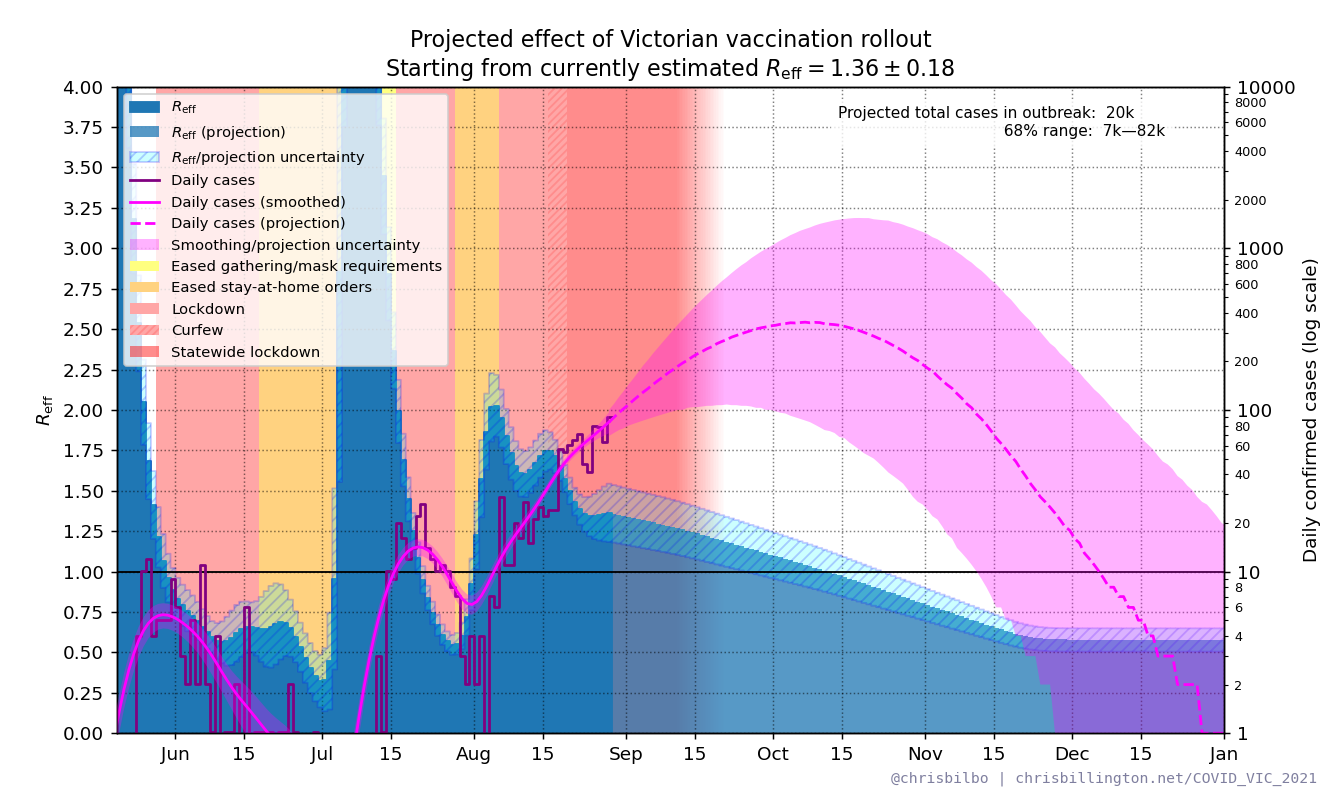 Projected effect of Victorian vaccination rollout
Starting from currently estimated Reff = 1.36 ± 0.18
Projected total cases in outbreak: 20k
68% range: 7k—82k
Reff
Reff (projection)
Reff/projection uncertainty
Daily cases
Daily cases (smoothed)
Daily cases (projection)
Smoothing/projection uncertainty
Eased gathering/mask requirements
Eased stay-at-home orders
Lockdown
Curfew
Statewide lockdown
Reff
4.00
3.75
3.50
3.25
3.00
2.75
2.50
2.25
2.00
1.75
1.50
1.25
1.00
0.75
0.50
0.25
0.00
10000
8000
6000
4000
2000
1000
800
600
400
200
100
80
60
40
20
10
8
6
4
2
1
Daily confirmed cases (log scale)
Jun 15 Jul 15 Aug 15 Sep 15 Oct 15 Nov 15 Dec 15 Jan
@chrisbilbo | chrisbillington.net/COVID_VIC_2021